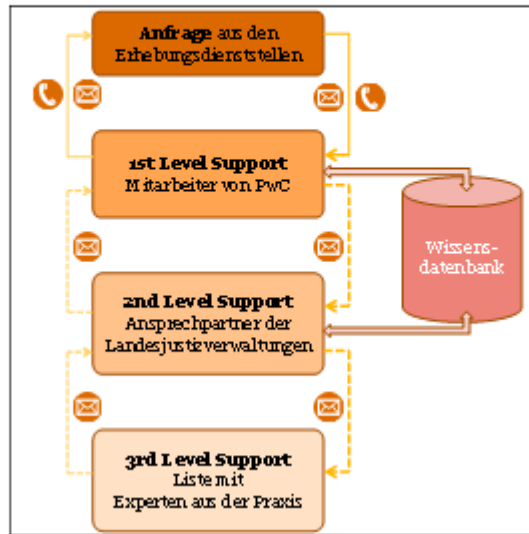 Anfrage aus den
Erhebungsdienststellen
1st Level Support
Mitarbeiter von PwC
Wissens-
datenbank
2nd Level Support
Ansprechpartner der
Landesjustizverwaltungen
3rd Level Support
Liste mit
Experten aus der Praxis